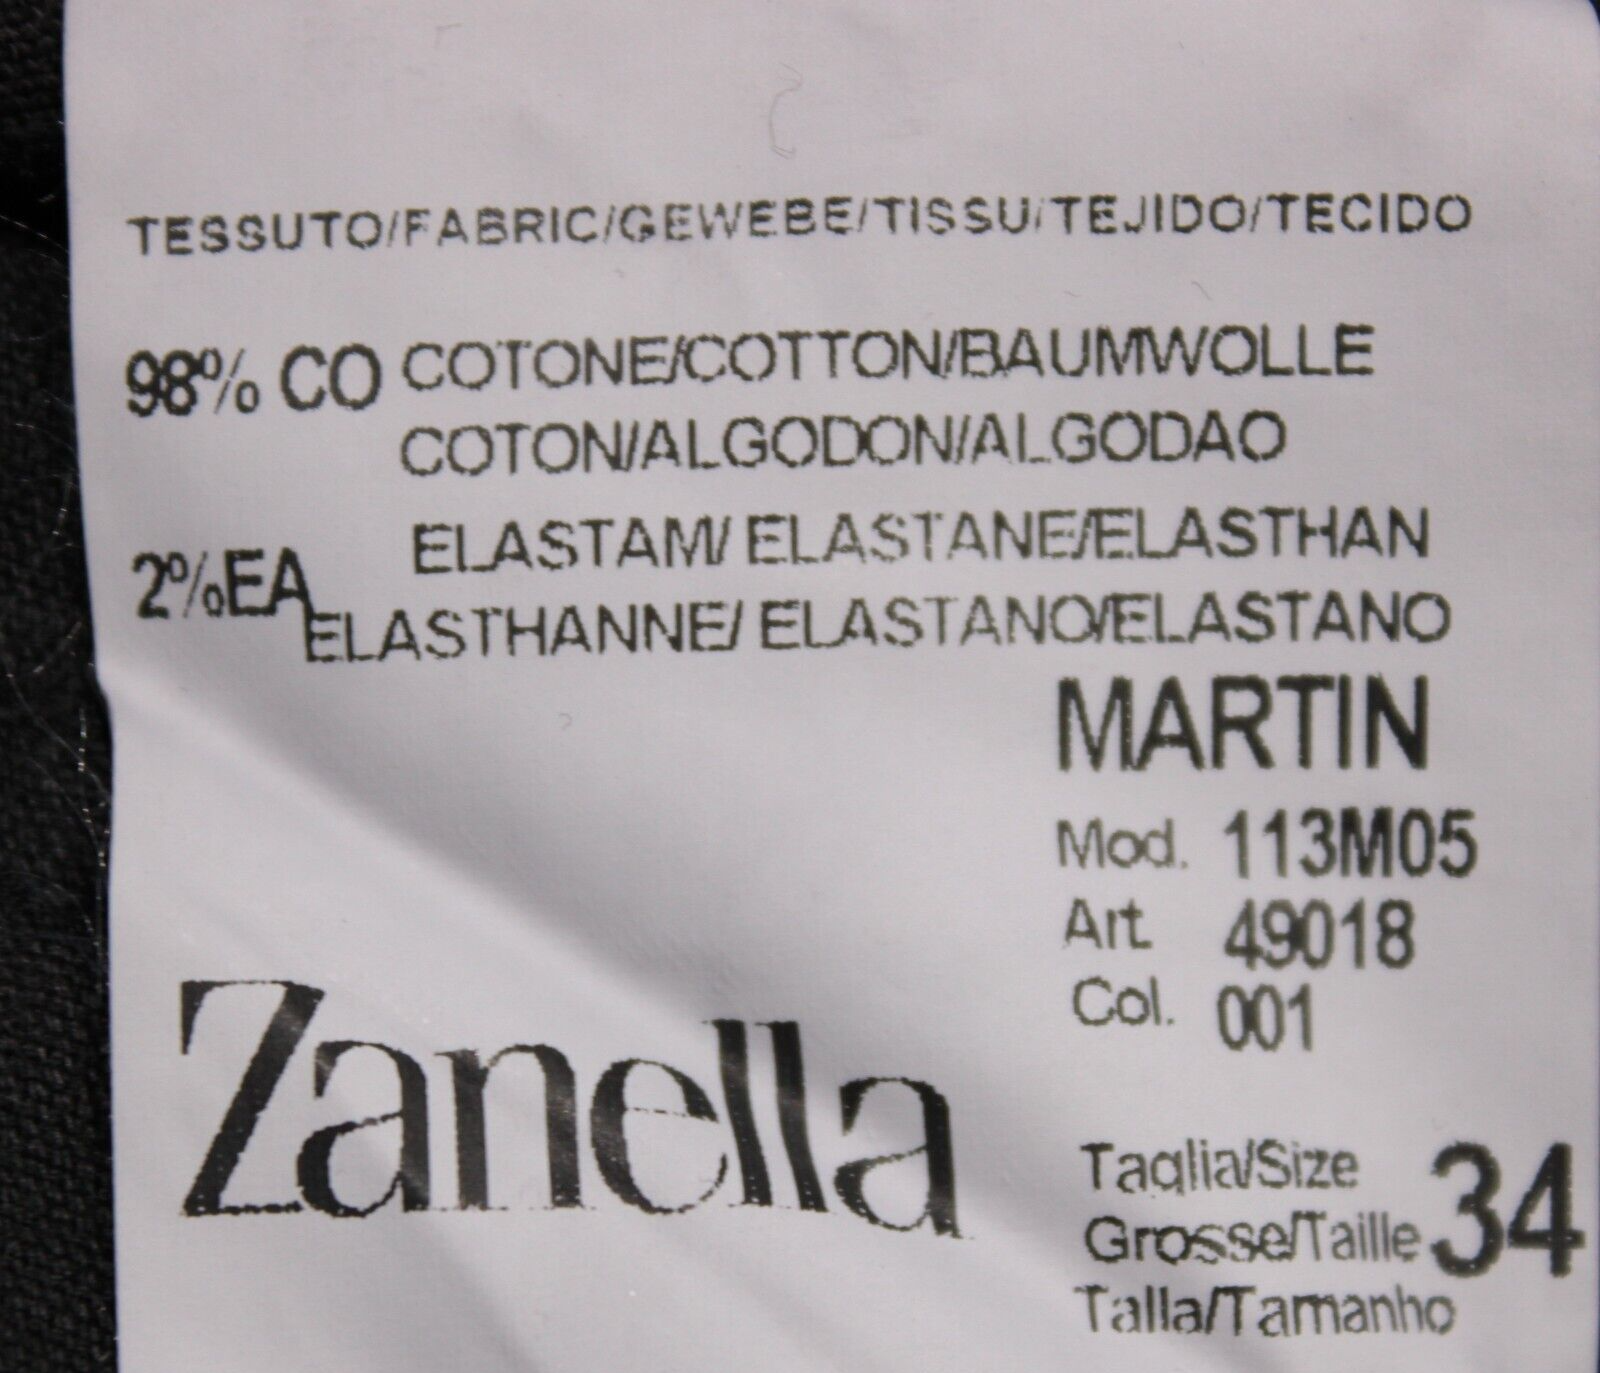 TESSUTO/FABRIC/GEWEBE/TISSU/TEJIDO/TECIDO
98% CO COTONE/COTTON/BAUMWOLLE
COTON/ALGODON/ALGODAO
2%EA ELASTAM/ ELASTANE/ELASTHAN
ELASTHANNE/ ELASTANO/ELASTANO
MARTIN
Mod. 113M05
Art. 49018
Col. 001
Zanella
Taglia/Size
Grosse/Taille 34
Talla/Tamanho